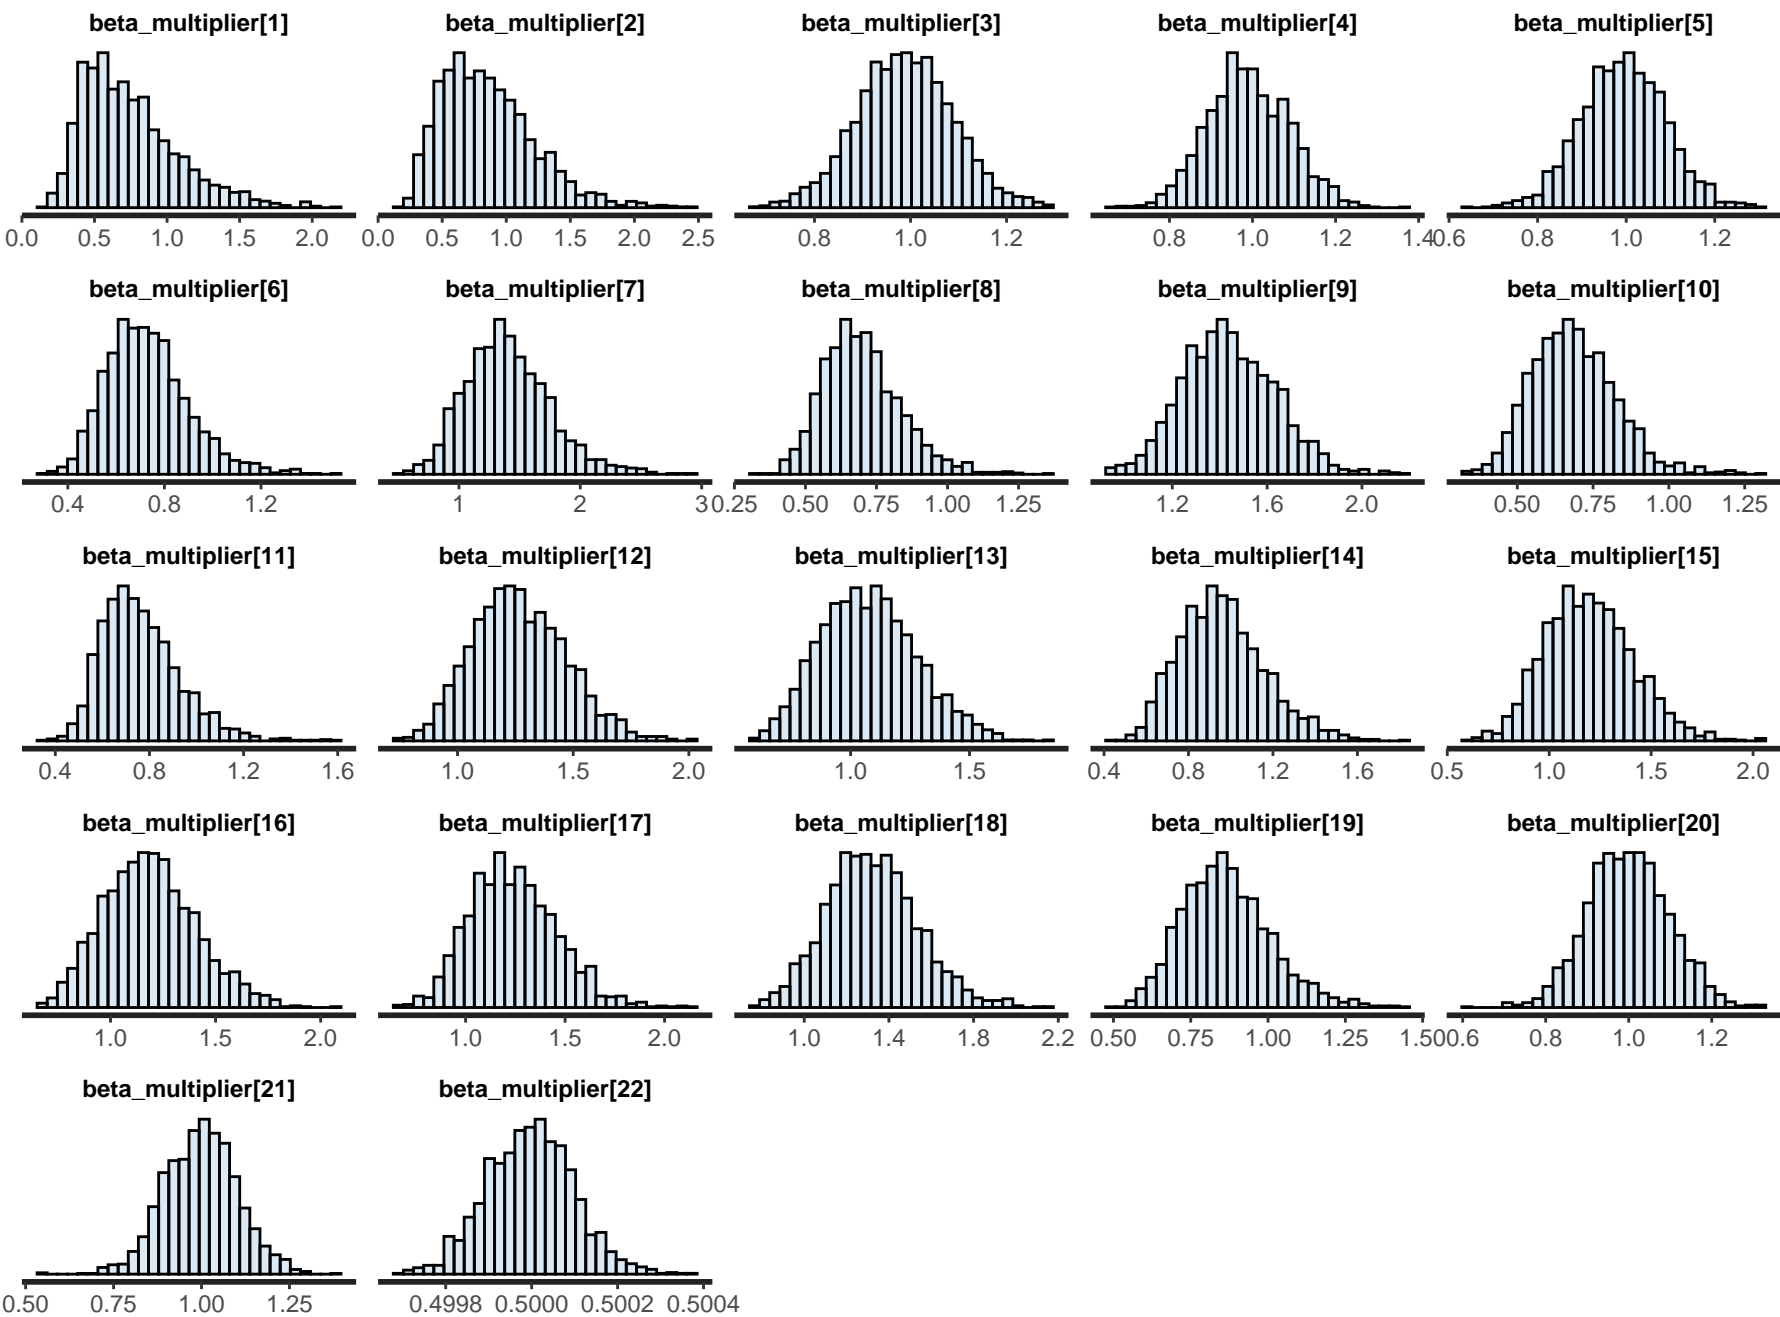 beta_multiplier[1] beta_multiplier[2] beta_multiplier[3] beta_multiplier[4] beta_multiplier[5]
0.0 0.5 1.0 1.5 2.0 0.0 0.5 1.0 1.5 2.0 2.5 0.8 1.0 1.2 0.8 1.0 1.2 1.4 0.6 0.8 1.0 1.2
beta_multiplier[6] beta_multiplier[7] beta_multiplier[8] beta_multiplier[9] beta_multiplier[10]
0.4 0.8 1.2 1 2 3 0.25 0.50 0.75 1.00 1.25 1.2 1.6 2.0 0.50 0.75 1.00 1.25
beta_multiplier[11] beta_multiplier[12] beta_multiplier[13] beta_multiplier[14] beta_multiplier[15]
0.4 0.8 1.2 1.6 1.0 1.5 2.0 1.0 1.5 0.4 0.8 1.2 1.6 0.5 1.0 1.5 2.0
beta_multiplier[16] beta_multiplier[17] beta_multiplier[18] beta_multiplier[19] beta_multiplier[20]
1.0 1.5 2.0 1.0 1.5 2.0 1.0 1.4 1.8 2.2 0.50 0.75 1.00 1.25 1.50 0.6 0.8 1.0 1.2
beta_multiplier[21] beta_multiplier[22]
0.50 0.75 1.00 1.25 0.4998 0.5000 0.5002 0.5004